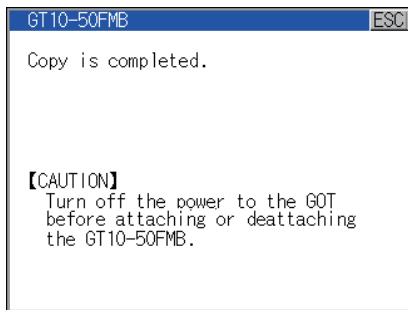 GT10-50FMB ESC
Copy is completed.
【CAUTION】
Turn off the power to the GOT
before attaching or deattaching
the GT10-50FMB.